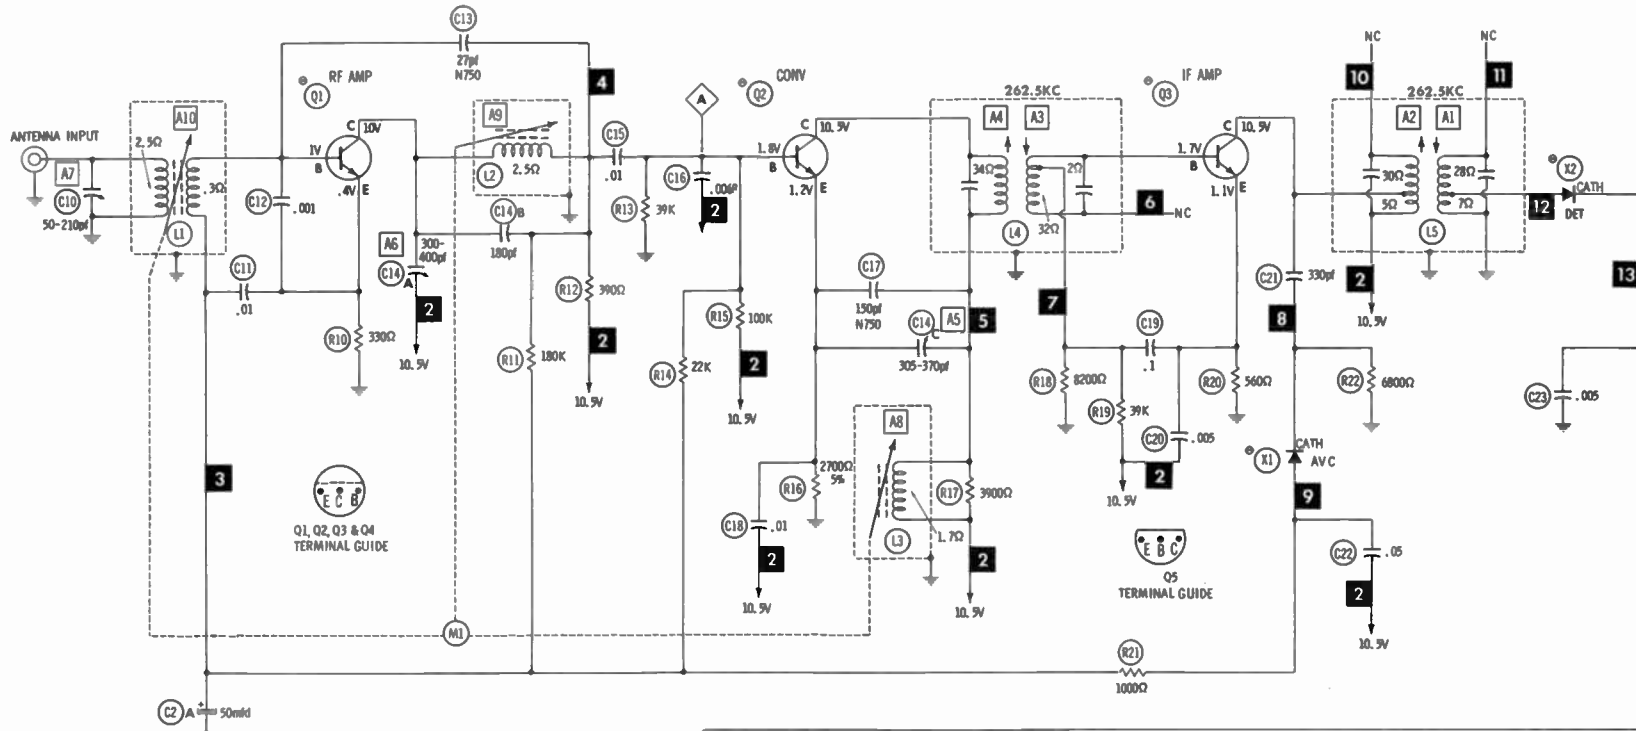 C13
27pf
N750
NC
NC
RF AMP
Q1
4
A
CONV
Q2
IF AMP
Q3
10
11
262.5KC
262.5KC
ANTENNA INPUT
2.5Ω
A10
C
10V
A9
C15
C
10.5V
A4
A3
C
10.5V
A2
A1
A7
1V
B
.4V
E
L2
2.5Ω
.01
1.8V
B
1.2V
E
34Ω
2Ω
1.7V
B
1.1V
E
30Ω
28Ω
X2
CATH
DET
C10
50-210pf
.3Ω
C12
.001
C14 B
180pf
R13
39K
C16
2
6
NC
5Ω
7Ω
12
L1
A6
300-
400pf
C14
A
L4
32Ω
L5
C11
.01
2
R12
390Ω
C17
150pf
N750
C21
330pf
2
10.5V
13
R10
330Ω
10.5V
R11
180K
2
10.5V
R15
100K
C14
C
A5
5
305-370pf
7
C19
.1
8
R14
22K
2
10.5V
R18
8200Ω
R19
39K
R20
560Ω
R22
6800Ω
C23
.005
A8
C20
.005
3
2
10.5V
X1
CATH
AVC
E C B
Q1, Q2, Q3 & Q4
TERMINAL GUIDE
R16
2700Ω
5%
C18
.01
2
10.5V
L3
1.7Ω
R17
3900Ω
2
10.5V
9
E B C
Q5
TERMINAL GUIDE
C22
.05
2
10.5V
M1
R21
1000Ω
C2 A
+
50mfd